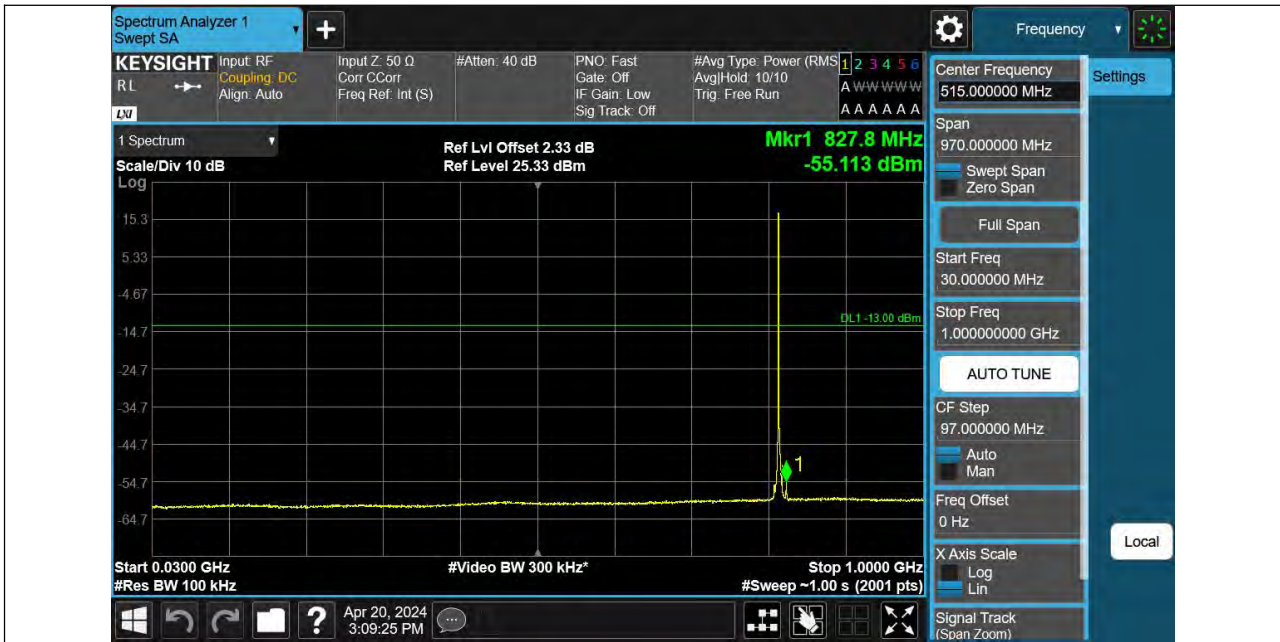 Spectrum Analyzer 1
Swept SA
Frequency
KEYSIGHT
RL
LXI
Input: RF
Coupling: DC
Align: Auto
Input Z: 50 Ω
Corr CCorr
Freq Ref: Int (S)
#Atten: 40 dB
PNO: Fast
Gate: Off
IF Gain: Low
Sig Track: Off
#Avg Type: Power (RMS
Avg|Hold: 10/10
Trig: Free Run
1 2 3 4 5 6
A W W W W W
A A A A A A
1 Spectrum
Scale/Div 10 dB
Log
Ref Lvl Offset 2.33 dB
Ref Level 25.33 dBm
Mkr1 827.8 MHz
-55.113 dBm
15.3
5.33
-4.67
-14.7
-24.7
-34.7
-44.7
-54.7
-64.7
DL1 -13.00 dBm
1
Start 0.0300 GHz
#Res BW 100 kHz
#Video BW 300 kHz*
Stop 1.0000 GHz
#Sweep ~1.00 s (2001 pts)
Center Frequency
515.000000 MHz
Span
970.000000 MHz
Swept Span
Zero Span
Full Span
Start Freq
30.000000 MHz
Stop Freq
1.000000000 GHz
AUTO TUNE
CF Step
97.000000 MHz
Auto
Man
Freq Offset
0 Hz
X Axis Scale
Log
Lin
Signal Track
(Span Zoom)
Settings
Local
?
Apr 20, 2024
3:09:25 PM